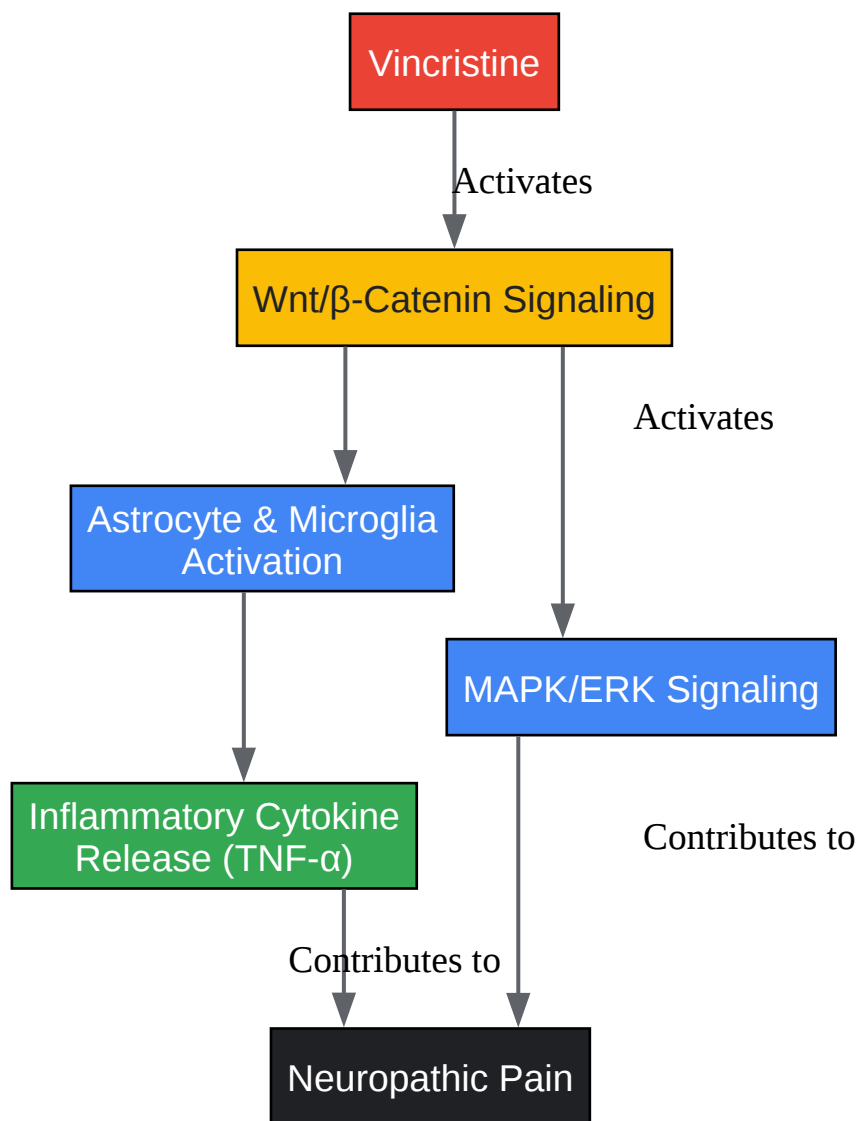 Vincristine
Activates
Wnt/β-Catenin Signaling
Activates
Astrocyte & Microglia
Activation
MAPK/ERK Signaling
Inflammatory Cytokine
Release (TNF-α)
Contributes to
Contributes to
Neuropathic Pain